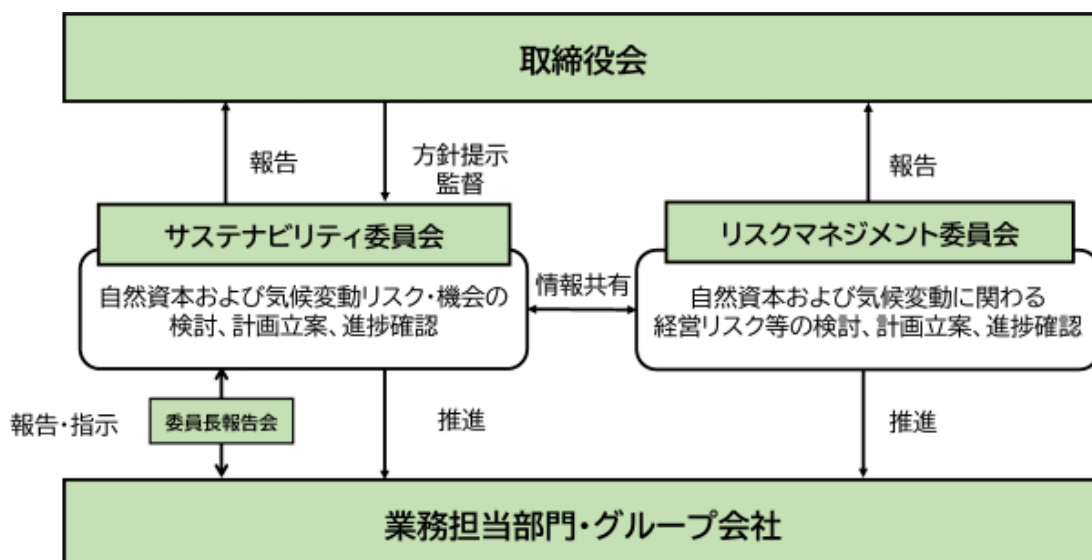 取締役会
報告
方針提示
監督
報告
サステナビリティ委員会
リスクマネジメント委員会
自然資本および気候変動リスク・機会の
検討、計画立案、進捗確認
情報共有
自然資本および気候変動に関わる
経営リスク等の検討、計画立案、進捗確認
報告・指示
委員長報告会
推進
推進
業務担当部門・グループ会社